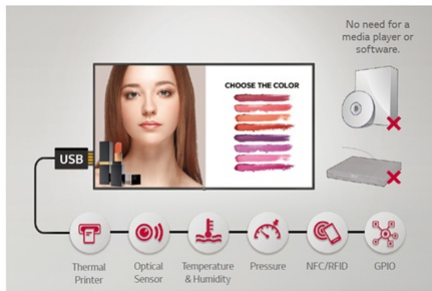 No need for a
media player or
software.
CHOOSE THE COLOR
USB
Thermal
Printer
Optical
Sensor
Temperature
& Humidity
Pressure
NFC/RFID
GPIO